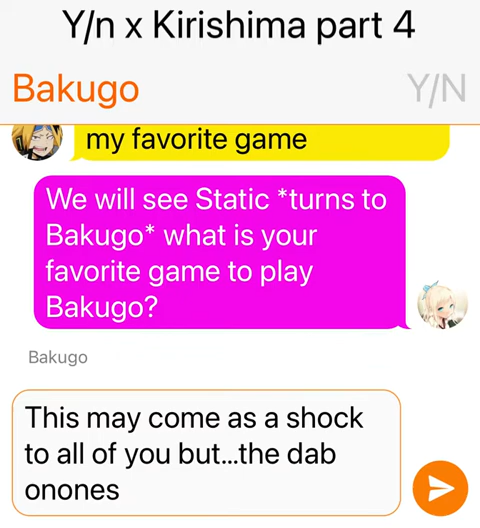 Y/n x Kirishima part 4
Bakugo
Y/N
my favorite game
We will see Static *turns to
Bakugo* what is your
favorite game to play
Bakugo?
Bakugo
This may come as a shock
to all of you but...the dab
onones